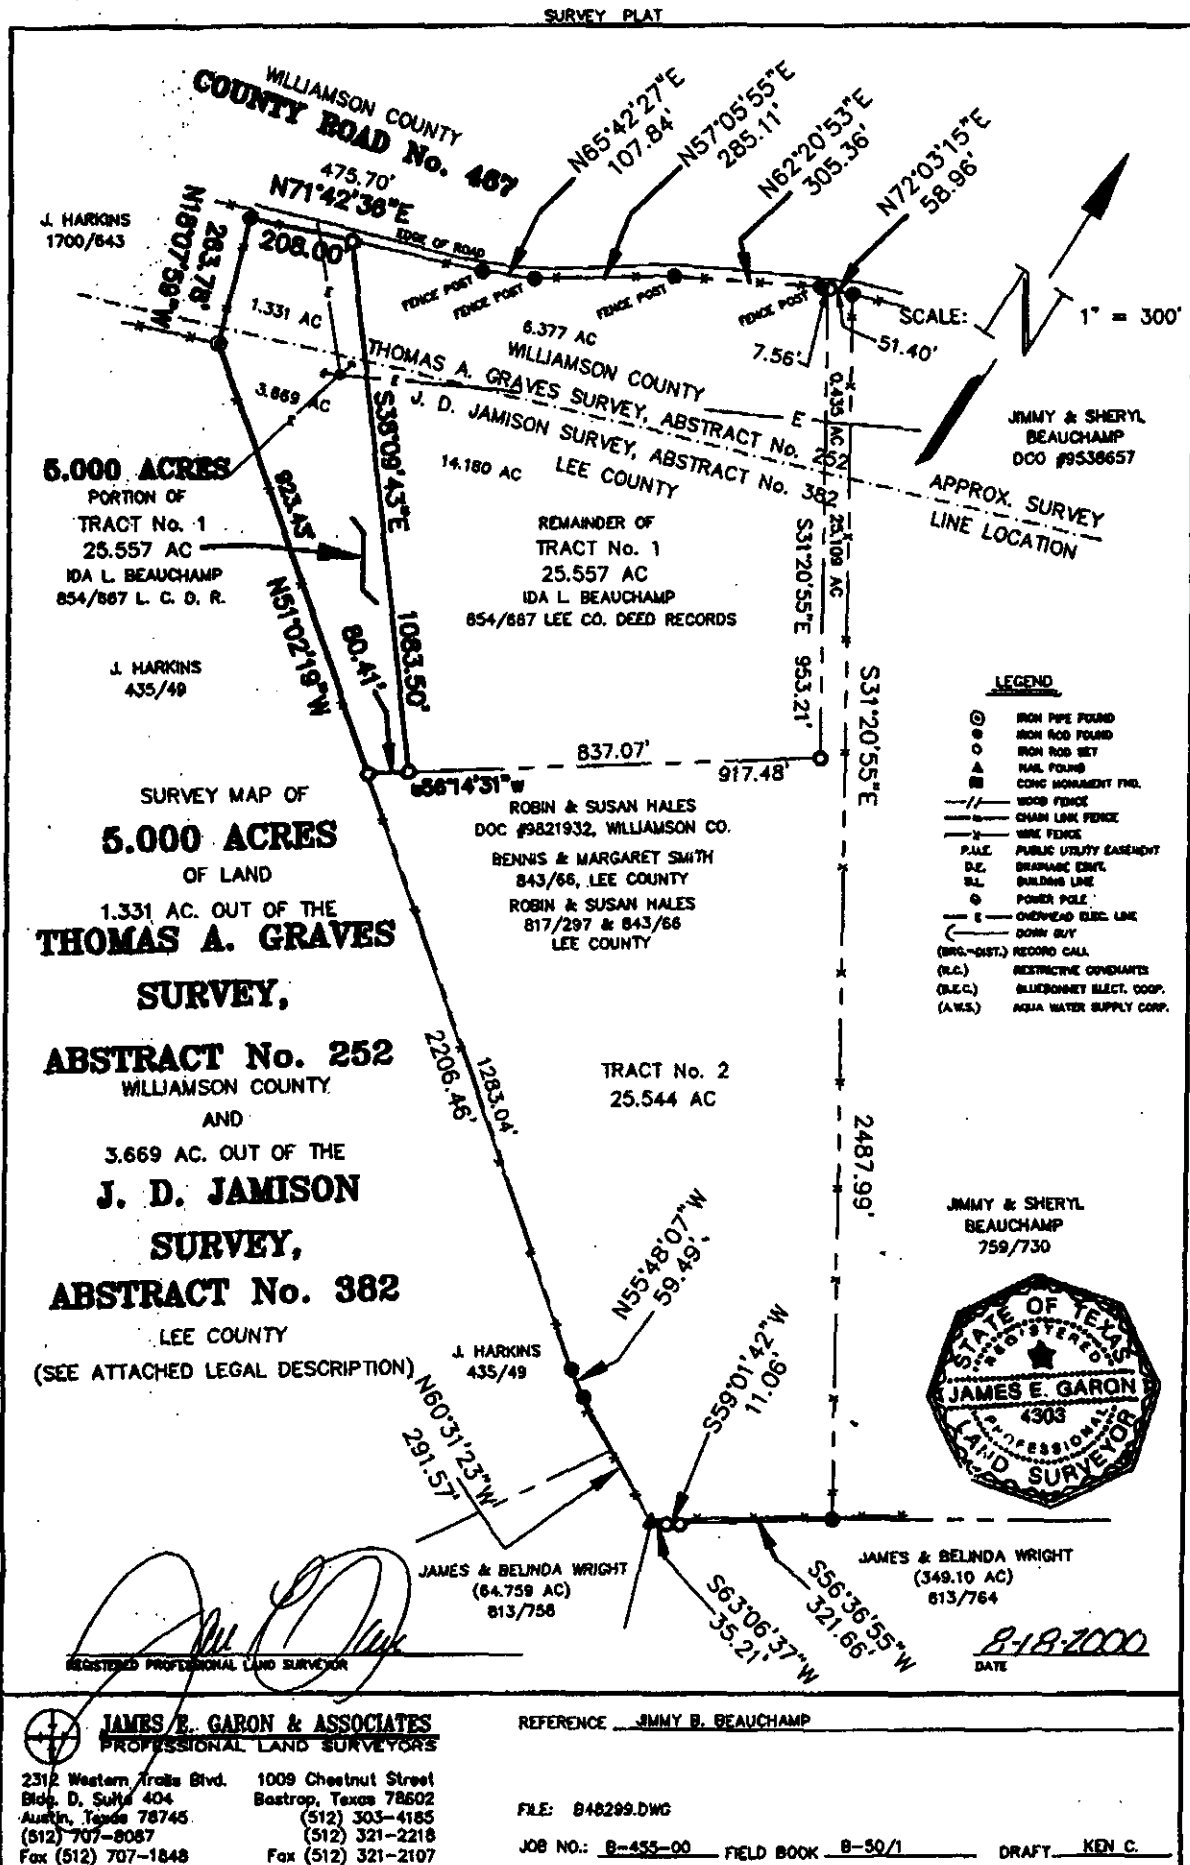 SURVEY PLAT
WILLIAMSON COUNTY
COUNTY ROAD No. 467
475.70'
N71°42'36"E
208.00'
EDGE OF ROAD
N65°42'27"E
107.84'
N57°05'55"E
285.11'
N62°20'53"E
305.36'
N72°03'15"E
58.96'
J. HARKINS
1700/643
N18°07'59"W
263.78'
1.331 AC
E
FENCE POST
FENCE POST
FENCE POST
FENCE POST
SCALE:
N
1" = 300'
7.56'
51.40'
6.377 AC
WILLIAMSON COUNTY
THOMAS A. GRAVES SURVEY, ABSTRACT No. 252
J. D. JAMISON SURVEY, ABSTRACT No. 382
LEE COUNTY
E
E
P
E
3.669 AC
14.180 AC
0.435 AC
25.109 AC
JIMMY & SHERYL
BEAUCHAMP
DCO #9538657
APPROX. SURVEY
LINE LOCATION
5.000 ACRES
PORTION OF
TRACT No. 1
25.557 AC
IDA L. BEAUCHAMP
854/687 L. C. D. R.
923.43'
N51°02'19"W
S38°09'43"E
1083.50'
80.41'
REMAINDER OF
TRACT No. 1
25.557 AC
IDA L. BEAUCHAMP
854/687 LEE CO. DEED RECORDS
S31°20'55"E 953.21'
S31°20'55"E
2487.99'
J. HARKINS
435/49
837.07'
917.48'
S56°14'31"W
LEGEND
IRON PIPE FOUND
IRON ROD FOUND
IRON ROD SET
NAIL FOUND
CONC MONUMENT FND.
WOOD FENCE
CHAIN LINK FENCE
WIRE FENCE
P.U.E. PUBLIC UTILITY EASEMENT
D.E. DRAINAGE ESMT.
B.L. BUILDING LINE
POWER POLE
E OVERHEAD ELEC. LINE
DOWN GUY
(BRG.-DIST.) RECORD CALL
(R.C.) RESTRICTIVE COVENANTS
(B.E.C.) BLUEBONNET ELECT. COOP.
(A.W.S.) AQUA WATER SUPPLY CORP.
ROBIN & SUSAN HALES
DOC #9821932, WILLIAMSON CO.
BENNIS & MARGARET SMITH
843/66, LEE COUNTY
ROBIN & SUSAN HALES
817/297 & 843/66
LEE COUNTY
SURVEY MAP OF
5.000 ACRES
OF LAND
1.331 AC. OUT OF THE
THOMAS A. GRAVES
SURVEY,
ABSTRACT No. 252
WILLIAMSON COUNTY
AND
3.669 AC. OUT OF THE
J. D. JAMISON
SURVEY,
ABSTRACT No. 382
LEE COUNTY
(SEE ATTACHED LEGAL DESCRIPTION)
1283.04'
2206.46'
TRACT No. 2
25.544 AC
N55°48'07"W
59.49'
J. HARKINS
435/49
N60°31'23"W
291.57'
S59°01'42"W
11.06'
JIMMY & SHERYL
BEAUCHAMP
759/730
STATE OF TEXAS
REGISTERED
JAMES E. GARON
4303
PROFESSIONAL
LAND SURVEYOR
JAMES & BELINDA WRIGHT
(64.759 AC)
813/758
S63°06'37"W
35.21'
S56°36'55"W
321.66'
JAMES & BELINDA WRIGHT
(349.10 AC)
613/764
REGISTERED PROFESSIONAL LAND SURVEYOR
8-18-2000
DATE
JAMES E. GARON & ASSOCIATES
PROFESSIONAL LAND SURVEYORS
2312 Western Trails Blvd.
Bldg. D, Suite 404
Austin, Texas 78745
(512) 707-8087
Fax (512) 707-1848
1009 Chestnut Street
Bastrop, Texas 78602
(512) 303-4185
(512) 321-2218
Fax (512) 321-2107
REFERENCE JIMMY B. BEAUCHAMP
FILE: B48299.DWG
JOB NO.: B-455-00 FIELD BOOK B-50/1 DRAFT KEN C.